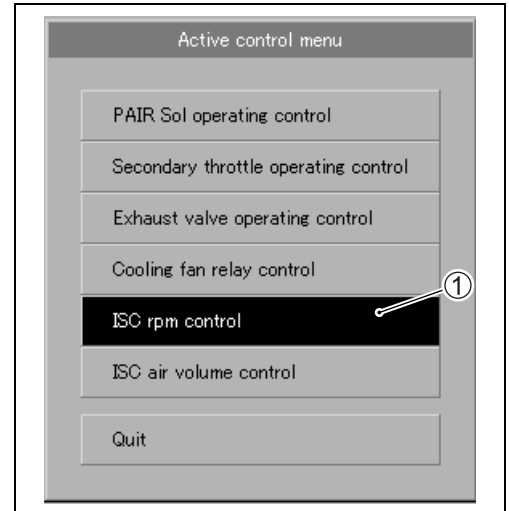 Active control menu
PAIR Sol operating control
Secondary throttle operating control
Exhaust valve operating control
Cooling fan relay control
1
ISC rpm control
ISC air volume control
Quit